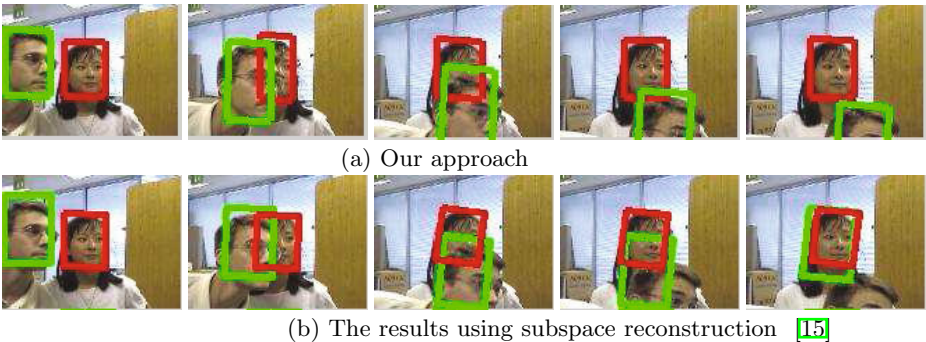 (a) Our approach
(b) The results using subspace reconstruction [15]